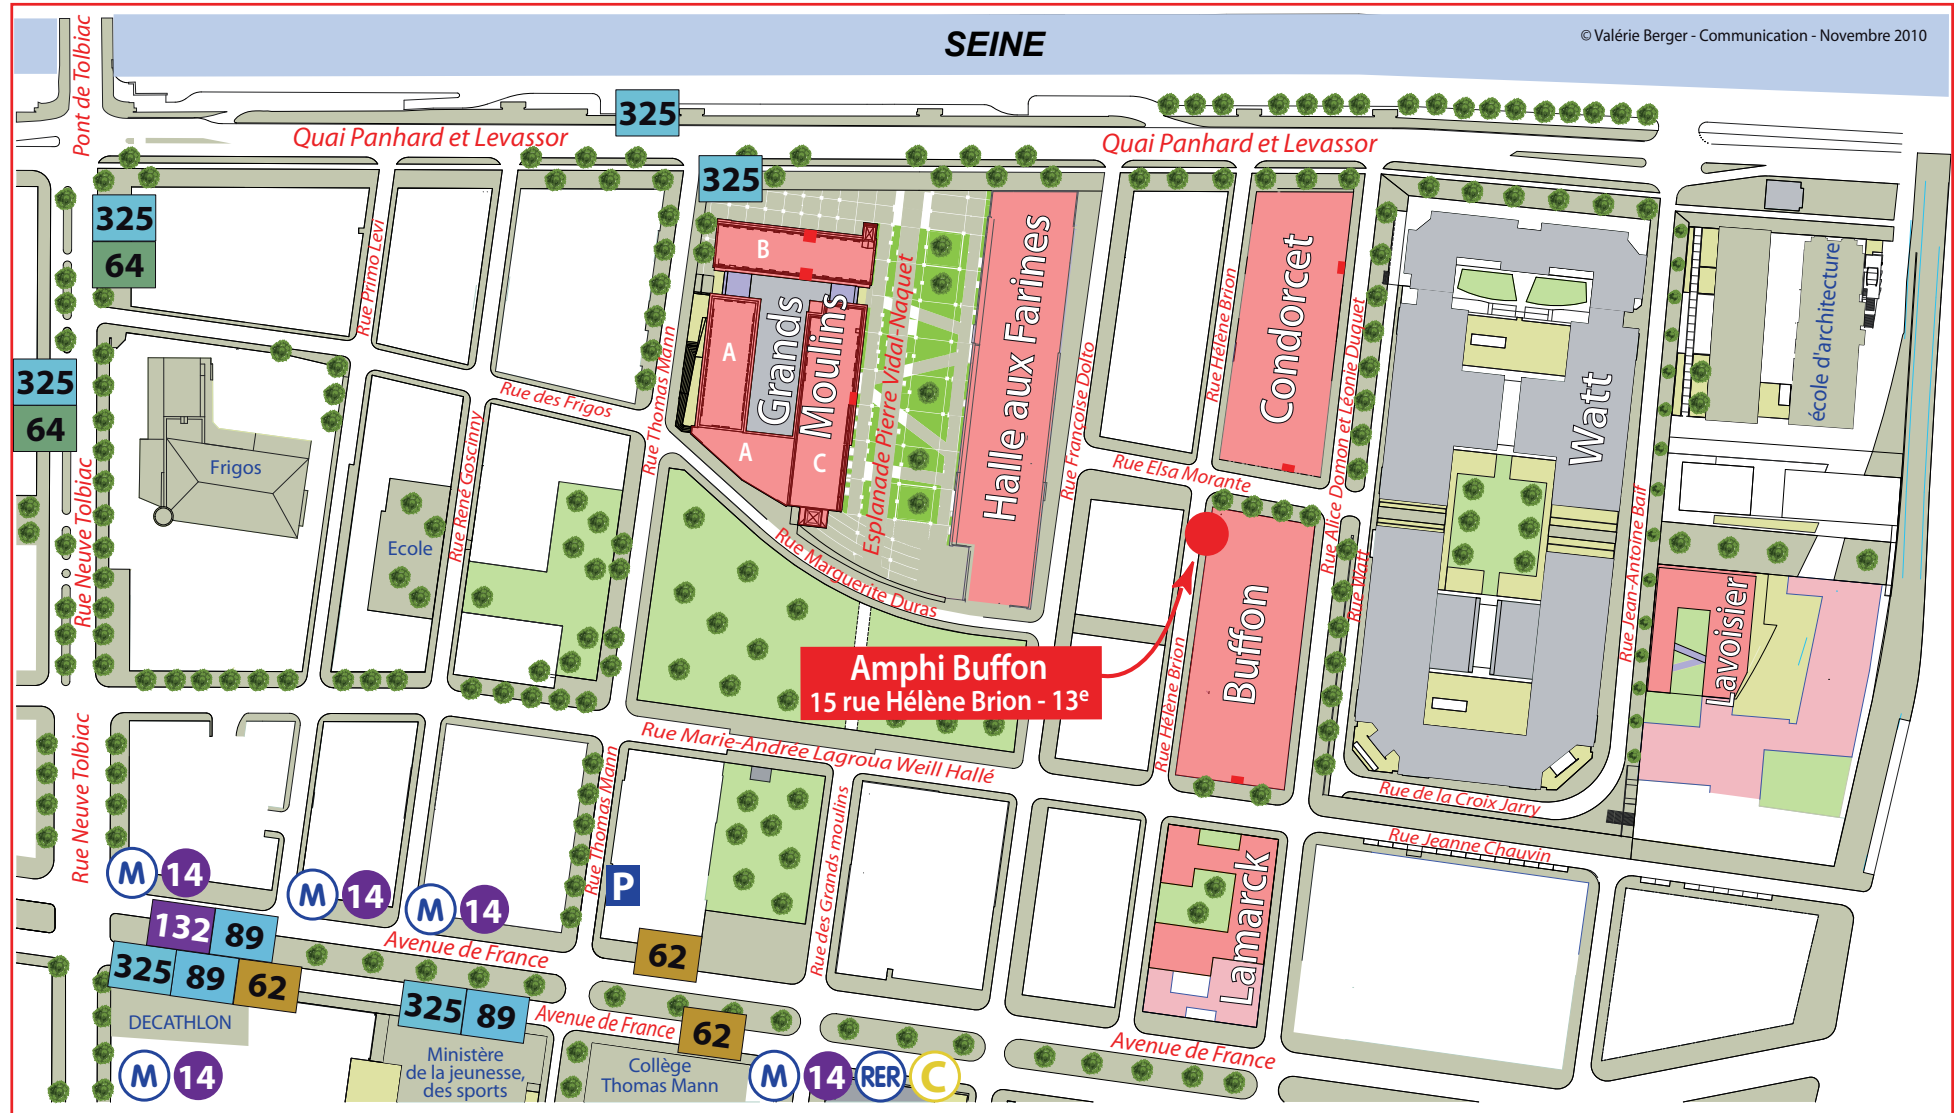 SEINE
© Valérie Berger - Communication - Novembre 2010
Pont de Tolbiac
325
Quai Panhard et Levassor
Quai Panhard et Levassor
325
325
64
B
Rue Primo Levi
Rue Thomas Mann
A
A
C
Grands
Moulins
Esplanade Pierre Vidal-Naquet
Halle aux Farines
Rue Françoise Dolto
Rue Hélène Brion
Condorcet
Rue Alice Domon et Léonie Duquet
Watt
école d'architecture
325
64
Rue des Frigos
Frigos
Rue Neuve Tolbiac
Rue René Goscinny
Ecole
Rue Elsa Morante
Rue Marguerite Duras
Rue Watt
Rue Jean-Antoine Baif
Buffon
Lavoisier
Amphi Buffon
15 rue Hélène Brion - 13e
Rue Hélène Brion
Rue Marie-Andrée Lagroua Weill Hallé
Rue Neuve Tolbiac
Rue Thomas Mann
Rue des Grands moulins
Rue de la Croix Jarry
Rue Jeanne Chauvin
Lamarck
M 14
M 14
M 14
P
132 89
325 89 62
Avenue de France
62
325 89
Avenue de France
62
Avenue de France
DECATHLON
Ministère
de la jeunesse,
des sports
Collège
Thomas Mann
M 14
M 14 RER C